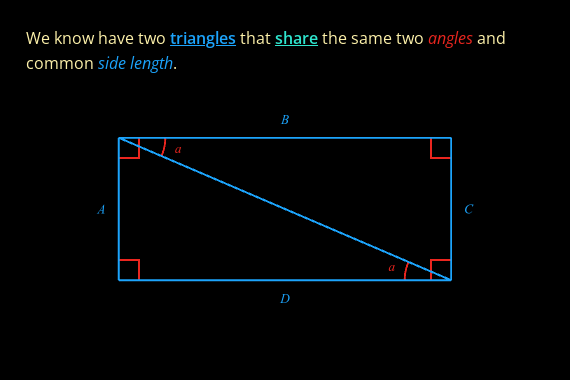 We know have two triangles that share the same two angles and
common side length.
B
a
A
C
a
D